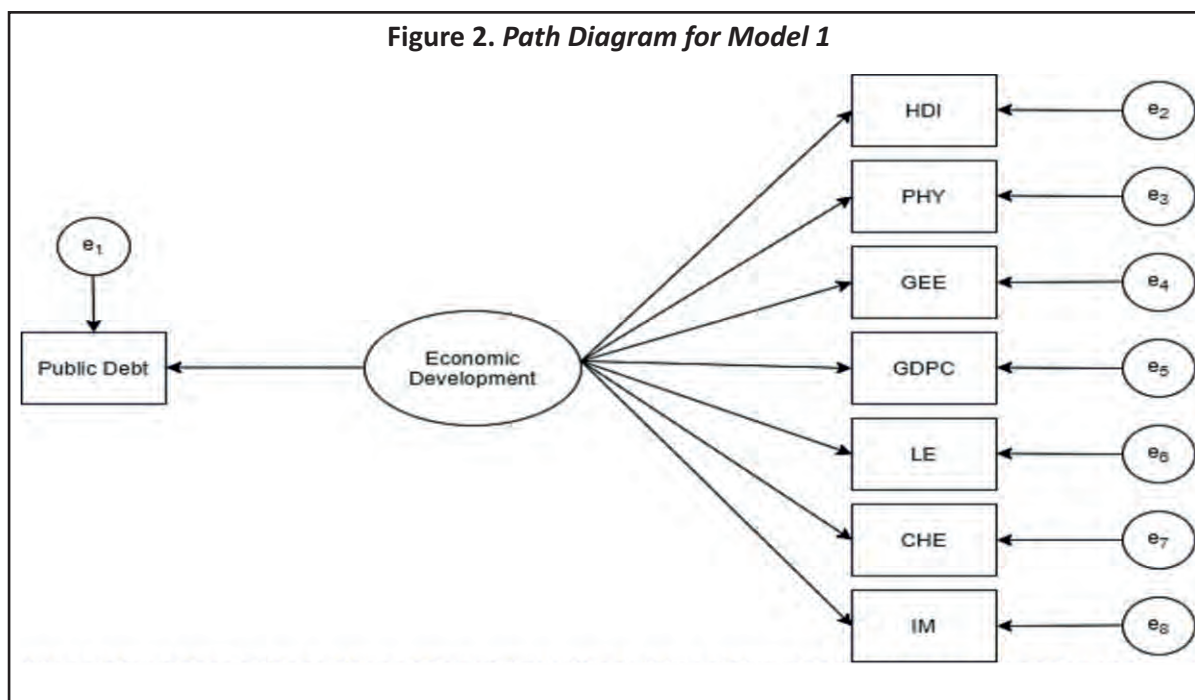 Figure 2. Path Diagram for Model 1
HDI
e2
PHY
e3
e1
GEE
e4
Public Debt
Economic
Development
GDPC
e5
LE
e6
CHE
e7
IM
e8